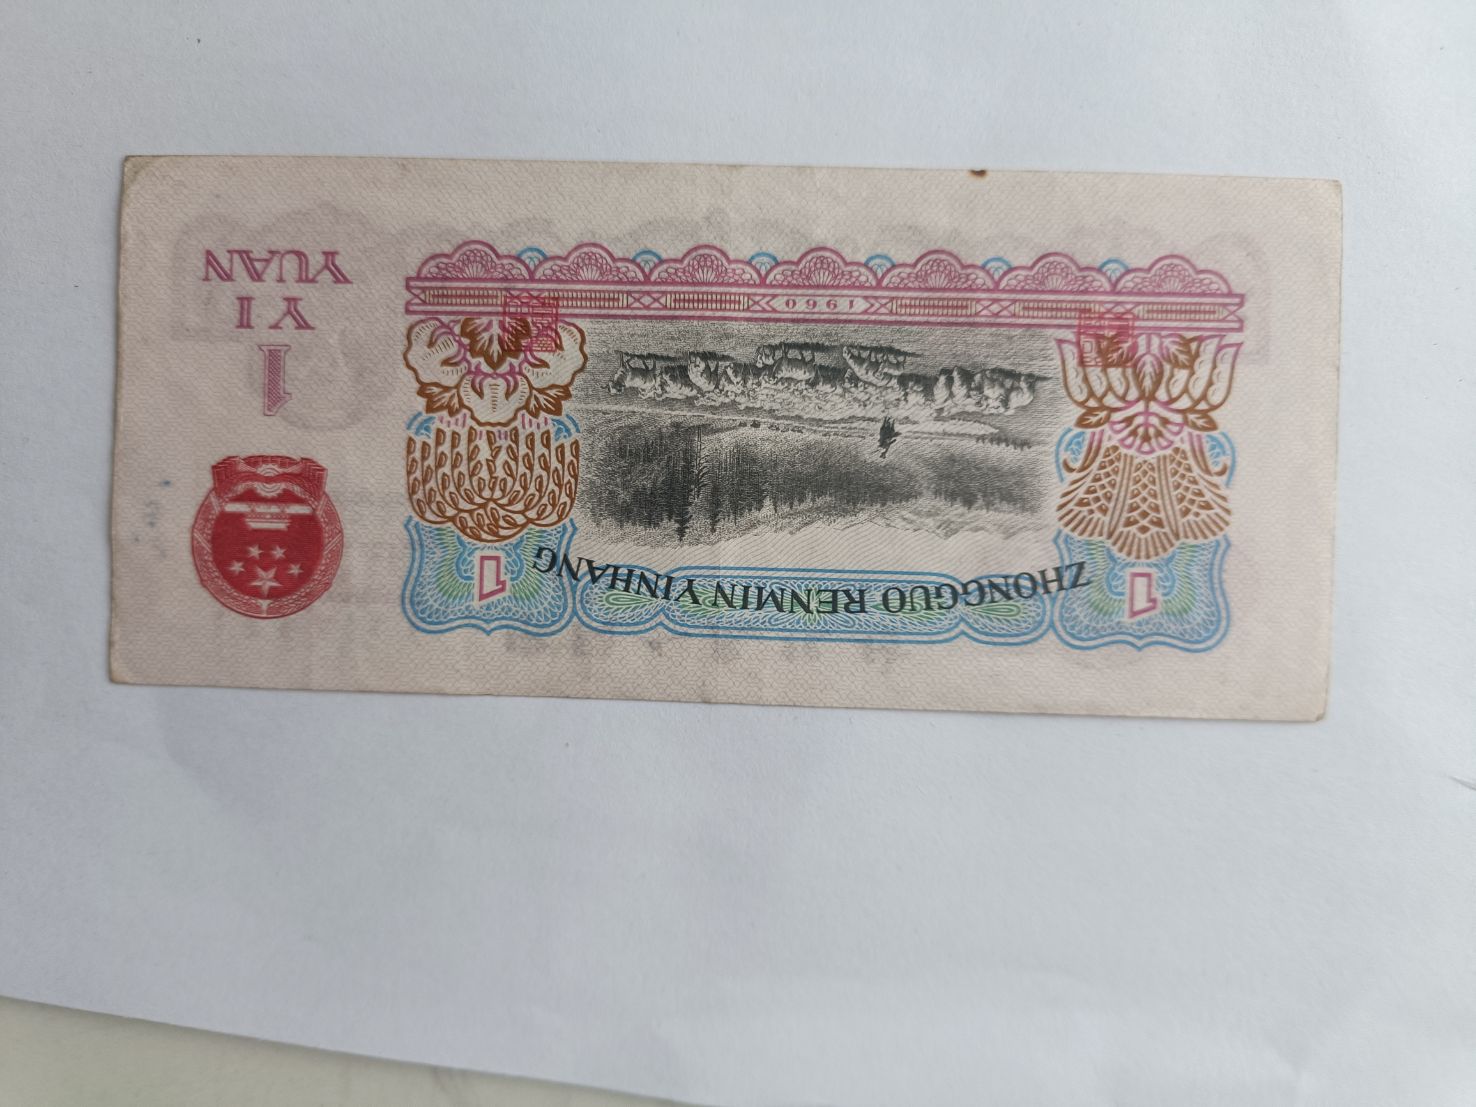 ZHONGGUO RENMIN YINHANG
1
1
1
YI
YUAN
1960